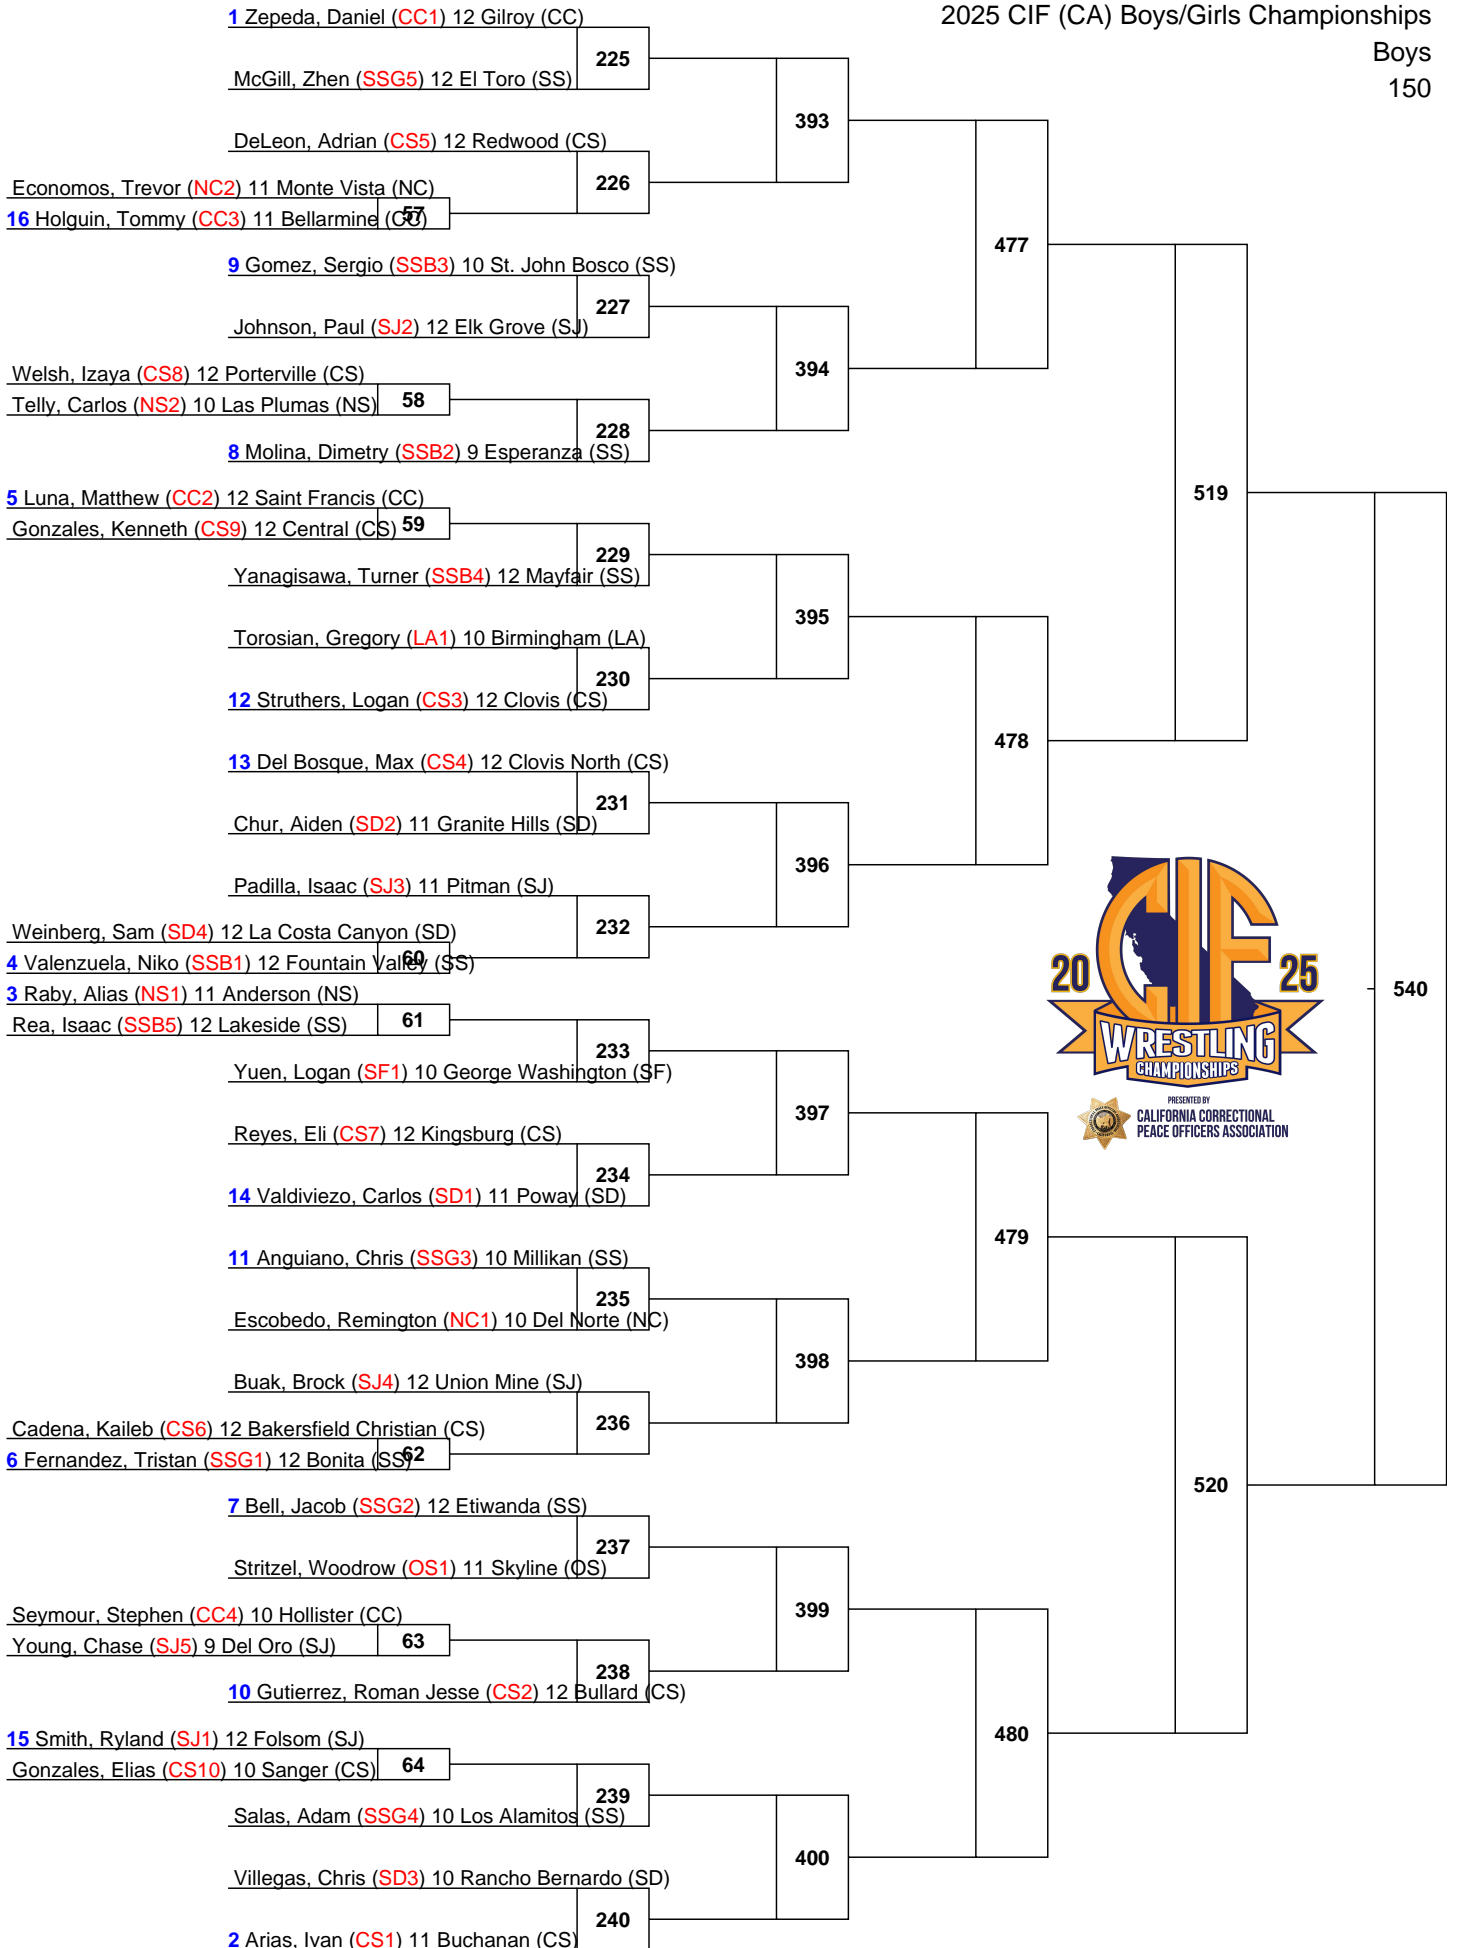 1 Zepeda, Daniel (CC1) 12 Gilroy (CC)
2025 CIF (CA) Boys/Girls Championships
Boys
150
225
McGill, Zhen (SSG5) 12 El Toro (SS)
393
DeLeon, Adrian (CS5) 12 Redwood (CS)
226
Economos, Trevor (NC2) 11 Monte Vista (NC)
57
16 Holguin, Tommy (CC3) 11 Bellarmine (CC)
477
9 Gomez, Sergio (SSB3) 10 St. John Bosco (SS)
227
Johnson, Paul (SJ2) 12 Elk Grove (SJ)
394
Welsh, Izaya (CS8) 12 Porterville (CS)
58
Telly, Carlos (NS2) 10 Las Plumas (NS)
228
8 Molina, Dimetry (SSB2) 9 Esperanza (SS)
519
5 Luna, Matthew (CC2) 12 Saint Francis (CC)
59
Gonzales, Kenneth (CS9) 12 Central (CS)
229
Yanagisawa, Turner (SSB4) 12 Mayfair (SS)
395
Torosian, Gregory (LA1) 10 Birmingham (LA)
230
12 Struthers, Logan (CS3) 12 Clovis (CS)
478
13 Del Bosque, Max (CS4) 12 Clovis North (CS)
231
Chur, Aiden (SD2) 11 Granite Hills (SD)
396
Padilla, Isaac (SJ3) 11 Pitman (SJ)
232
Weinberg, Sam (SD4) 12 La Costa Canyon (SD)
60
4 Valenzuela, Niko (SSB1) 12 Fountain Valley (SS)
540
3 Raby, Alias (NS1) 11 Anderson (NS)
61
Rea, Isaac (SSB5) 12 Lakeside (SS)
233
Yuen, Logan (SF1) 10 George Washington (SF)
397
Reyes, Eli (CS7) 12 Kingsburg (CS)
234
14 Valdiviezo, Carlos (SD1) 11 Poway (SD)
479
11 Anguiano, Chris (SSG3) 10 Millikan (SS)
235
Escobedo, Remington (NC1) 10 Del Norte (NC)
398
Buak, Brock (SJ4) 12 Union Mine (SJ)
236
Cadena, Kaileb (CS6) 12 Bakersfield Christian (CS)
62
6 Fernandez, Tristan (SSG1) 12 Bonita (SS)
520
7 Bell, Jacob (SSG2) 12 Etiwanda (SS)
237
Stritzel, Woodrow (OS1) 11 Skyline (OS)
399
Seymour, Stephen (CC4) 10 Hollister (CC)
63
Young, Chase (SJ5) 9 Del Oro (SJ)
238
10 Gutierrez, Roman Jesse (CS2) 12 Bullard (CS)
480
15 Smith, Ryland (SJ1) 12 Folsom (SJ)
64
Gonzales, Elias (CS10) 10 Sanger (CS)
239
Salas, Adam (SSG4) 10 Los Alamitos (SS)
400
Villegas, Chris (SD3) 10 Rancho Bernardo (SD)
240
2 Arias, Ivan (CS1) 11 Buchanan (CS)
CIF
20 25
WRESTLING
CHAMPIONSHIPS
PRESENTED BY
CALIFORNIA CORRECTIONAL
PEACE OFFICERS ASSOCIATION